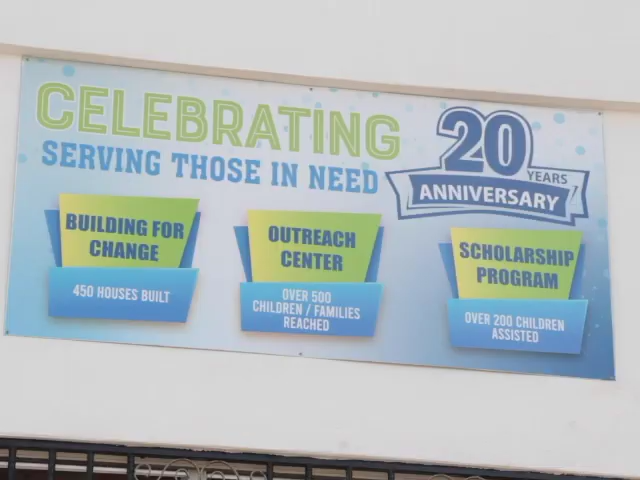 CELEBRATING
SERVING THOSE IN NEED
20
YEARS
ANNIVERSARY
BUILDING FOR
CHANGE
450 HOUSES BUILT
OUTREACH
CENTER
OVER 500
CHILDREN / FAMILIES
REACHED
SCHOLARSHIP
PROGRAM
OVER 200 CHILDREN
ASSISTED